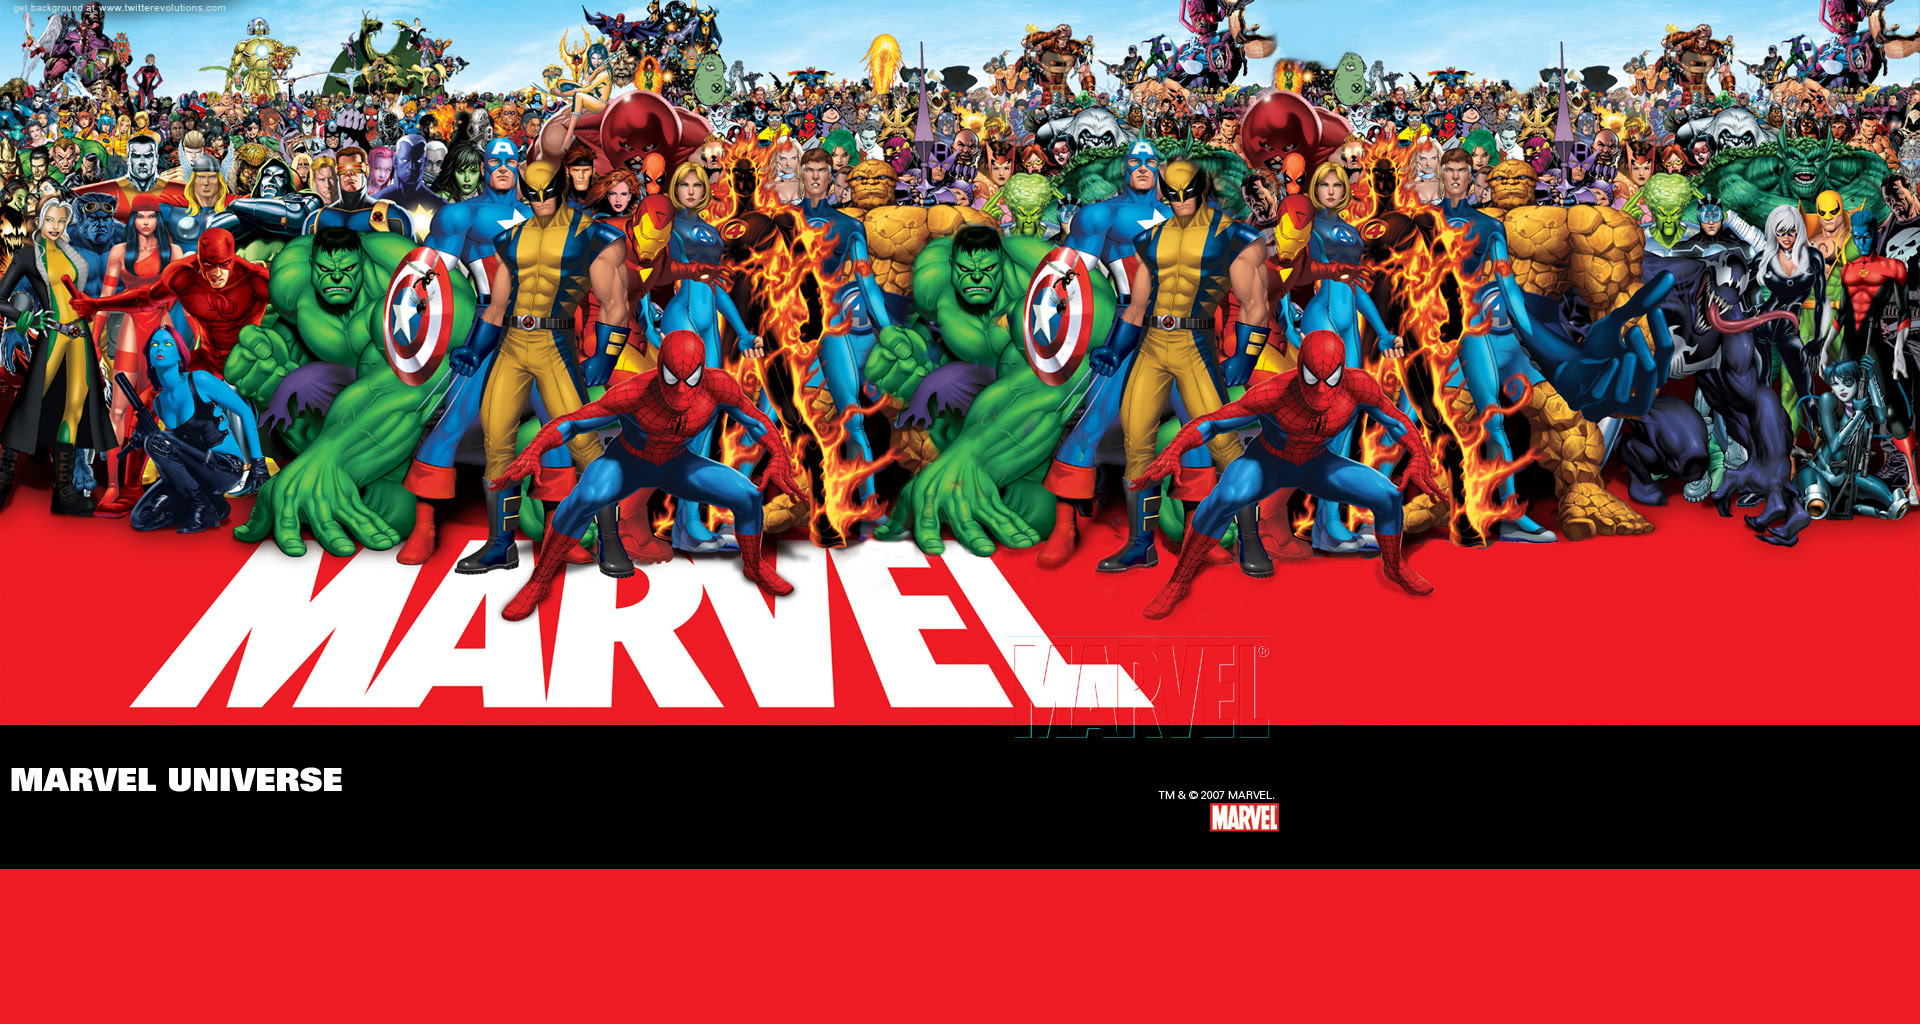 get background at www.twitterevolutions.com
MARVEL
MARVEL®
MARVEL UNIVERSE
TM & © 2007 MARVEL.
MARVEL